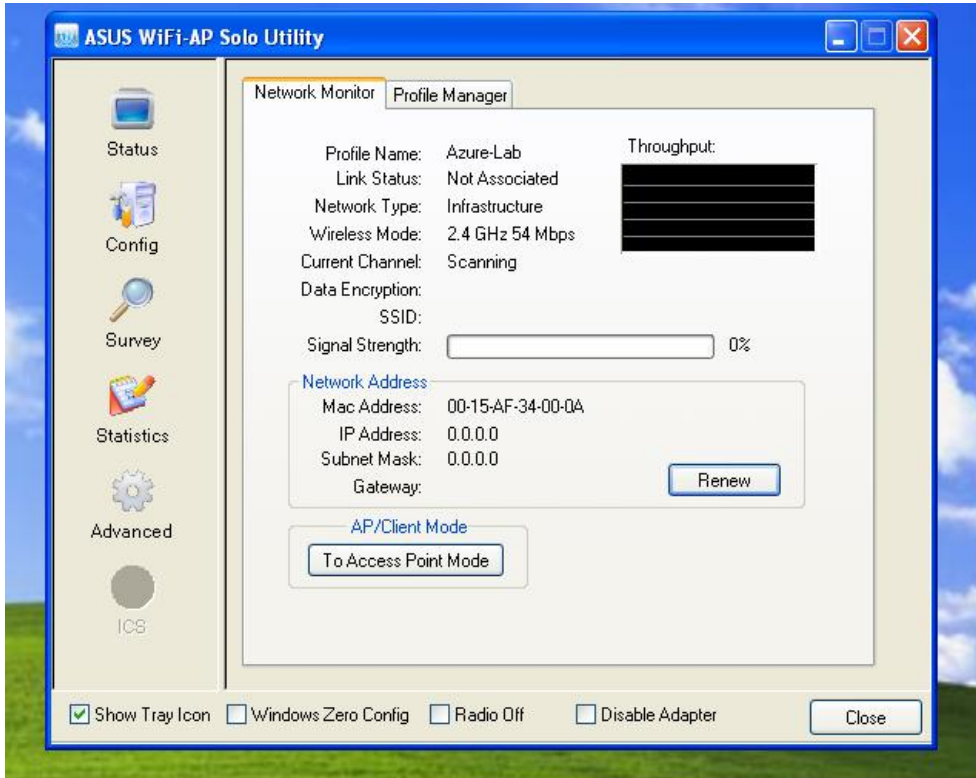 ASUS WiFi-AP Solo Utility
Status
Config
Survey
Statistics
Advanced
ICS
Network Monitor Profile Manager
Profile Name: Azure-Lab
Link Status: Not Associated
Network Type: Infrastructure
Wireless Mode: 2.4 GHz 54 Mbps
Current Channel: Scanning
Data Encryption:
SSID:
Signal Strength: 0%
Throughput:
Network Address
Mac Address: 00-15-AF-34-00-0A
IP Address: 0.0.0.0
Subnet Mask: 0.0.0.0
Gateway:
Renew
AP/Client Mode
To Access Point Mode
Show Tray Icon Windows Zero Config Radio Off Disable Adapter Close